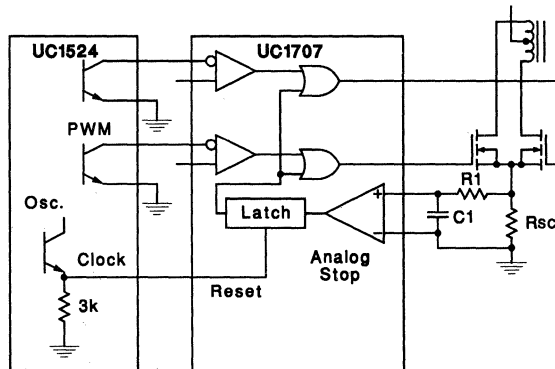 UC1524
UC1707
PWM
Osc.
Clock
3k
Latch
Reset
Analog
Stop
+
−
R1
C1
Rsc